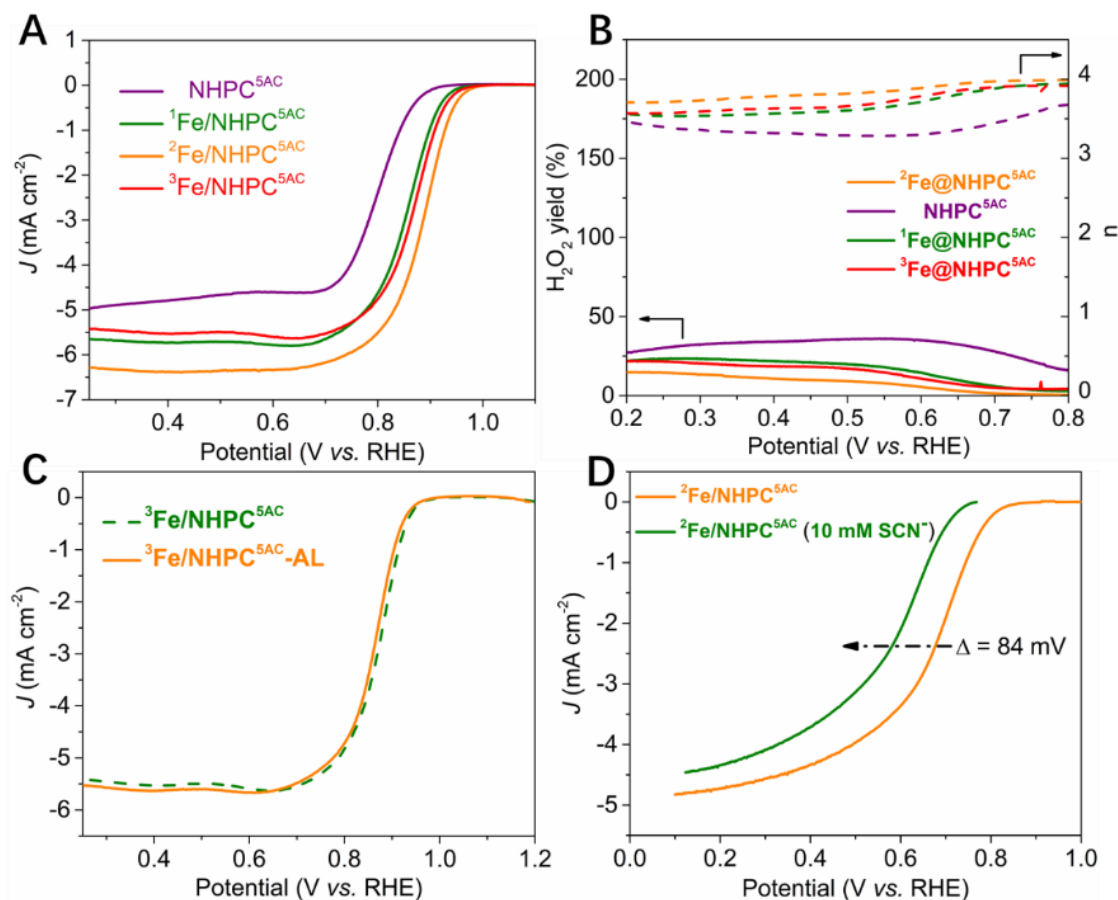 A
J (mA cm⁻²)
1
0
-1
-2
-3
-4
-5
-6
-7
NHPC⁵ᴬᶜ
¹Fe/NHPC⁵ᴬᶜ
²Fe/NHPC⁵ᴬᶜ
³Fe/NHPC⁵ᴬᶜ
0.4 0.6 0.8 1.0
Potential (V vs. RHE)
B
H₂O₂ yield (%)
200
150
100
50
0
4
3
2
1
0
n
²Fe@NHPC⁵ᴬᶜ
NHPC⁵ᴬᶜ
¹Fe@NHPC⁵ᴬᶜ
³Fe@NHPC⁵ᴬᶜ
0.2 0.3 0.4 0.5 0.6 0.7 0.8
Potential (V vs. RHE)
C
J (mA cm⁻²)
0
-1
-2
-3
-4
-5
-6
³Fe/NHPC⁵ᴬᶜ
³Fe/NHPC⁵ᴬᶜ-AL
0.4 0.6 0.8 1.0 1.2
Potential (V vs. RHE)
D
J (mA cm⁻²)
0
-1
-2
-3
-4
-5
²Fe/NHPC⁵ᴬᶜ
²Fe/NHPC⁵ᴬᶜ (10 mM SCN⁻)
Δ = 84 mV
0.0 0.2 0.4 0.6 0.8 1.0
Potential (V vs. RHE)